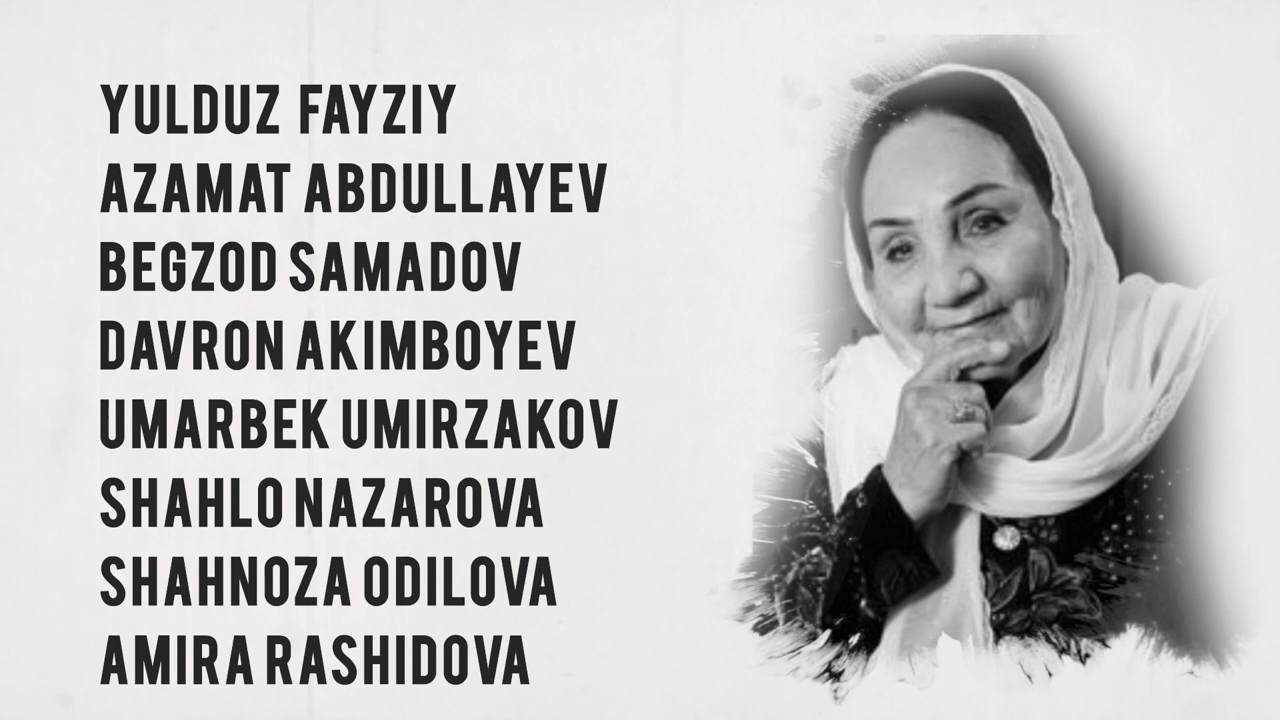 YULDUZ FAYZIY
AZAMAT ABDULLAYEV
BEGZOD SAMADOV
DAVRON AKIMBOYEV
UMARBEK UMIRZAKOV
SHAHLO NAZAROVA
SHAHNOZA ODILOVA
AMIRA RASHIDOVA